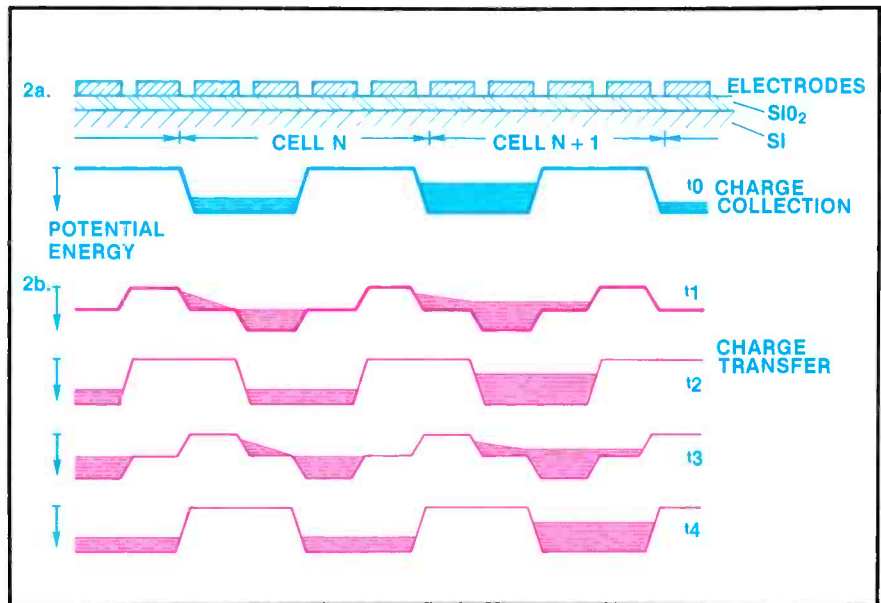 2a.
ELECTRODES
SIO₂
SI
CELL N
CELL N + 1
t0
CHARGE
COLLECTION
POTENTIAL
ENERGY
2b.
t1
CHARGE
TRANSFER
t2
t3
t4